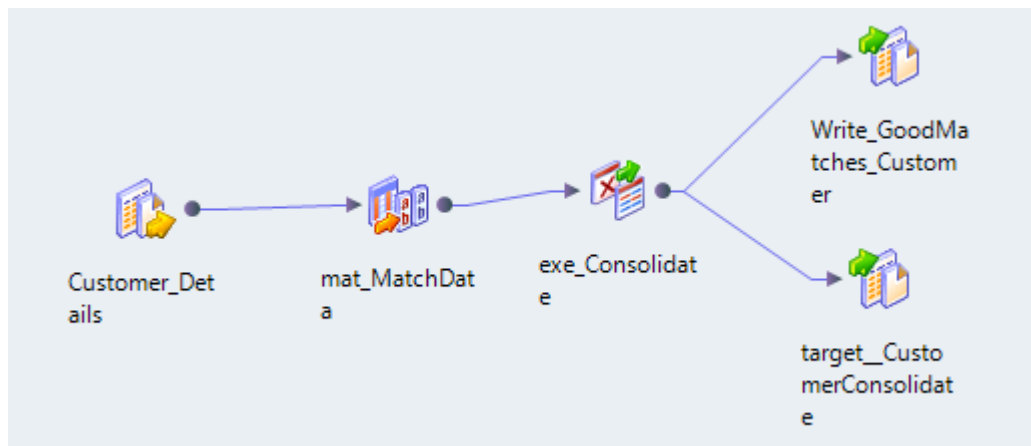 Customer_Det
ails
mat_MatchDat
a
exe_Consolidat
e
Write_GoodMa
tches_Custom
er
target__Custo
merConsolidat
e